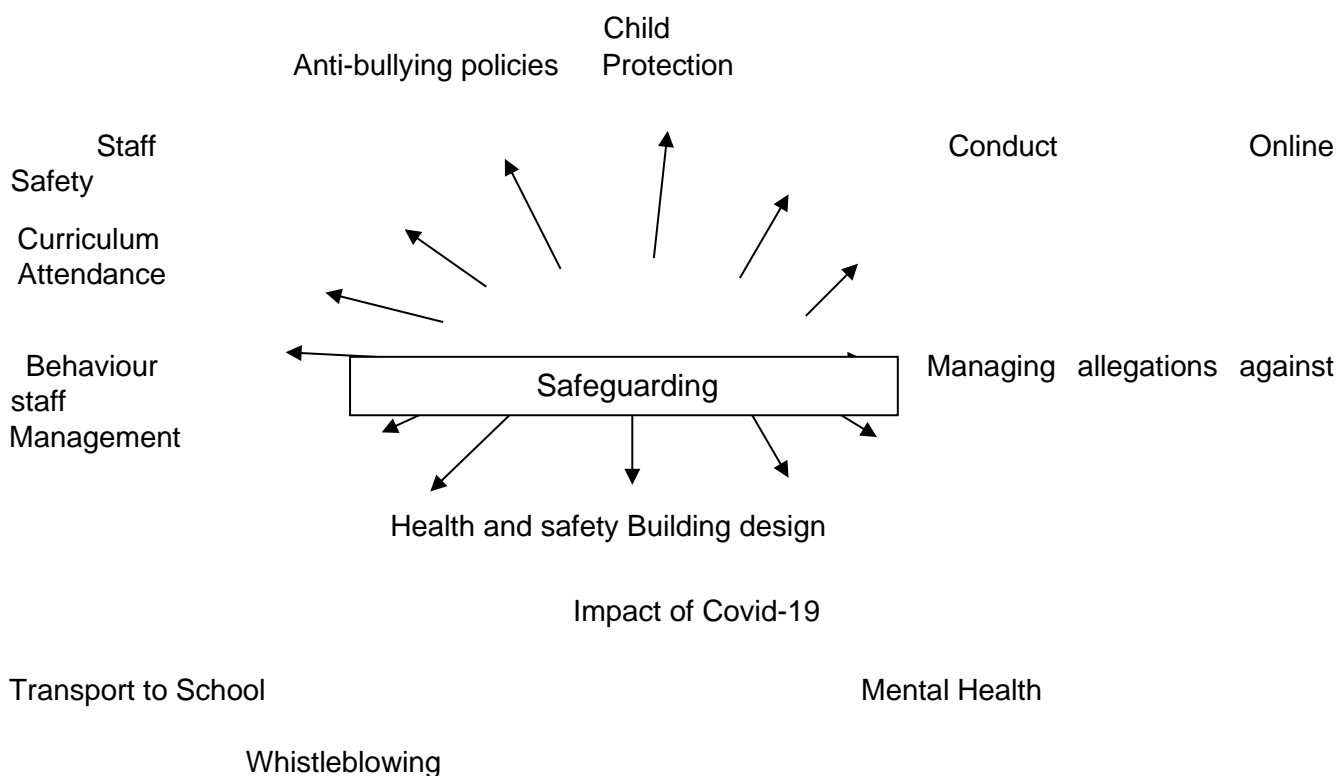 Child
Anti-bullying policies Protection
Staff Conduct Online
Safety
Curriculum
Attendance
Behaviour Managing allegations against
staff
Safeguarding
Management
Health and safety Building design
Impact of Covid-19
Transport to School Mental Health
Whistleblowing